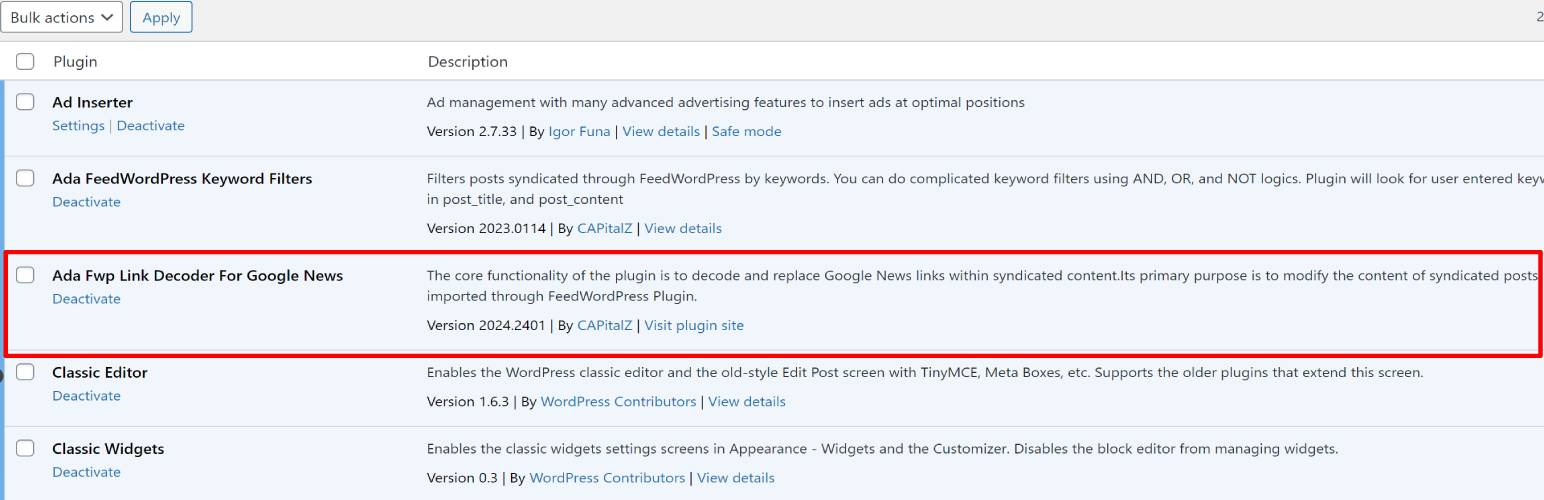 Bulk actions Apply
2
Plugin Description
Ad Inserter
Settings | Deactivate
Ad management with many advanced advertising features to insert ads at optimal positions
Version 2.7.33 | By Igor Funa | View details | Safe mode
Ada FeedWordPress Keyword Filters
Deactivate
Filters posts syndicated through FeedWordPress by keywords. You can do complicated keyword filters using AND, OR, and NOT logics. Plugin will look for user entered
in post_title, and post_content
Version 2023.0114 | By CAPitalZ | View details
Ada Fwp Link Decoder For Google News
Deactivate
The core functionality of the plugin is to decode and replace Google News links within syndicated content.Its primary purpose is to modify the content of syndicated posts
imported through FeedWordPress Plugin.
Version 2024.2401 | By CAPitalZ | Visit plugin site
Classic Editor
Deactivate
Enables the WordPress classic editor and the old-style Edit Post screen with TinyMCE, Meta Boxes, etc. Supports the older plugins that extend this screen.
Version 1.6.3 | By WordPress Contributors | View details
Classic Widgets
Deactivate
Enables the classic widgets settings screens in Appearance - Widgets and the Customizer. Disables the block editor from managing widgets.
Version 0.3 | By WordPress Contributors | View details